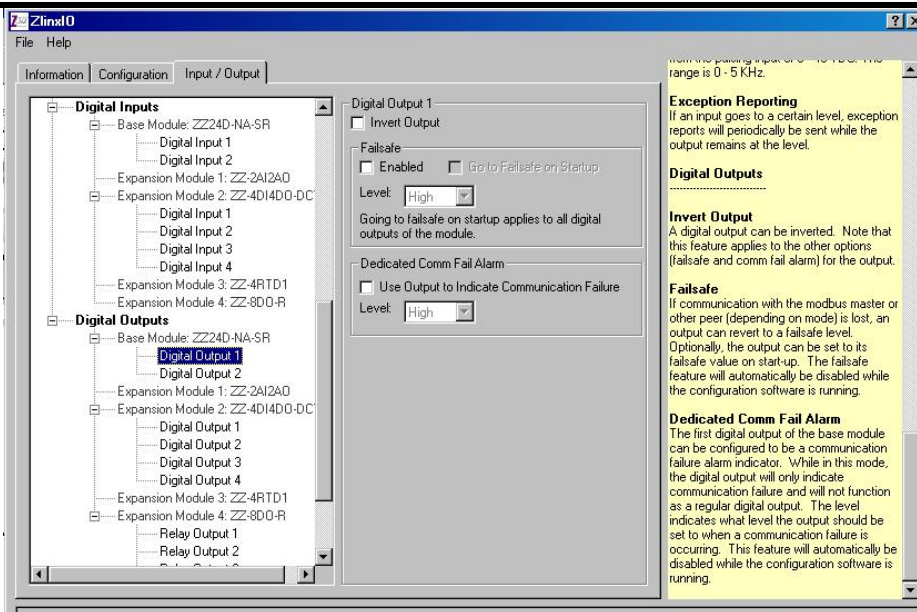 ZlinxIO
File Help
Information Configuration Input / Output
Digital Inputs
Base Module: ZZ24D-NA-SR
Digital Input 1
Digital Input 2
Expansion Module 1: ZZ-2AI2AO
Expansion Module 2: ZZ-4DI4DO-DC
Digital Input 1
Digital Input 2
Digital Input 3
Digital Input 4
Expansion Module 3: ZZ-4RTD1
Expansion Module 4: ZZ-8DO-R
Digital Outputs
Base Module: ZZ24D-NA-SR
Digital Output 1
Digital Output 2
Expansion Module 1: ZZ-2AI2AO
Expansion Module 2: ZZ-4DI4DO-DC
Digital Output 1
Digital Output 2
Digital Output 3
Digital Output 4
Expansion Module 3: ZZ-4RTD1
Expansion Module 4: ZZ-8DO-R
Relay Output 1
Relay Output 2
Digital Output 1
Invert Output
Failsafe
Enabled Go to Failsafe on Startup
Level: High
Going to failsafe on startup applies to all digital
outputs of the module.
Dedicated Comm Fail Alarm
Use Output to Indicate Communication Failure
Level: High
range is 0 - 5 KHz.
Exception Reporting
If an input goes to a certain level, exception
reports will periodically be sent while the
output remains at the level.
Digital Outputs
----------------------------
Invert Output
A digital output can be inverted. Note that
this feature applies to the other options
(failsafe and comm fail alarm) for the output.
Failsafe
If communication with the modbus master or
other peer (depending on mode) is lost, an
output can revert to a failsafe level.
Optionally, the output can be set to its
failsafe value on start-up. The failsafe
feature will automatically be disabled while
the configuration software is running.
Dedicated Comm Fail Alarm
The first digital output of the base module
can be configured to be a communication
failure alarm indicator. While in this mode,
the digital output will only indicate
communication failure and will not function
as a regular digital output. The level
indicates what level the output should be
set to when a communication failure is
occurring. This feature will automatically be
disabled while the configuration software is
running.